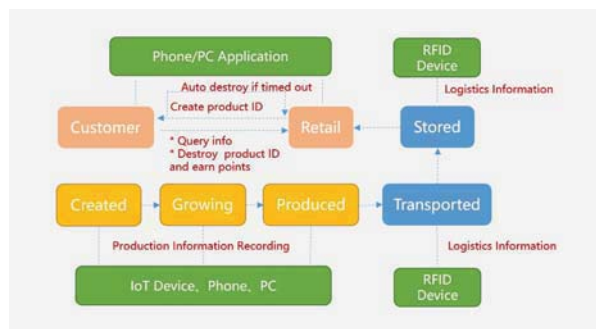 Phone/PC Application
RFID
Device
Auto destroy if timed out
Logistics Information
Create product ID
Customer
Retail
Stored
* Query info
* Destroy product ID
and earn points
Created
Growing
Produced
Transported
Production Information Recording
Logistics Information
IoT Device、Phone、PC
RFID
Device